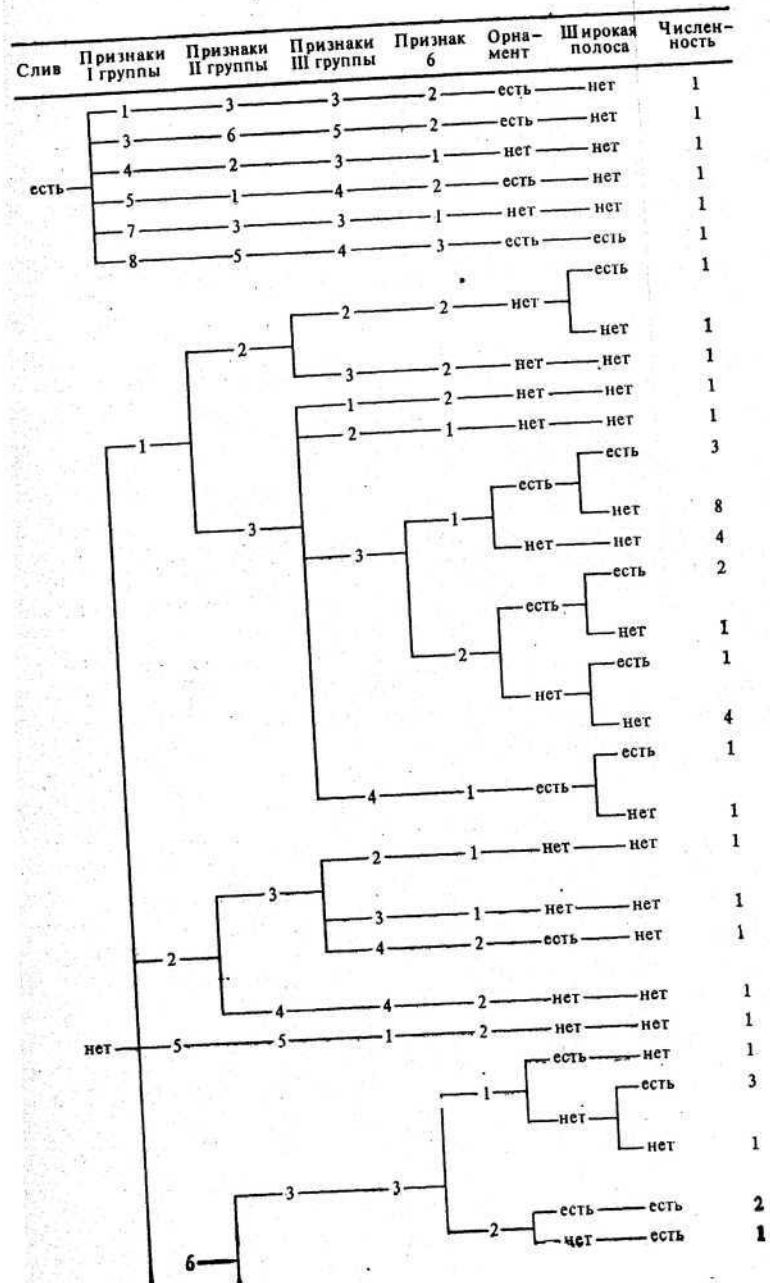 Слив Признаки I группы Признаки II группы Признаки III группы Признак 6 Орна-мент Широкая полоса Числен-ность
1 3 3 2 есть нет 1
3 6 5 2 есть нет 1
4 2 3 1 нет нет 1
есть
5 1 4 2 есть нет 1
7 3 3 1 нет нет 1
8 5 4 3 есть есть 1
есть 1
2 2 нет
нет 1
2
3 2 нет нет 1
1 2 нет нет 1
2 1 нет нет 1
1
есть 3
есть
нет 8
1
3
нет нет 4
3
есть 2
есть
нет 1
2
есть 1
нет
нет 4
есть 1
4 1 есть
нет 1
2 1 нет нет 1
3
3 1 нет нет 1
4 2 есть нет 1
2
4 4 2 нет нет 1
нет 5 5 1 2 нет нет 1
есть нет 1
1
есть 3
нет
нет 1
3 3
есть есть 2
2
нет есть 1
6